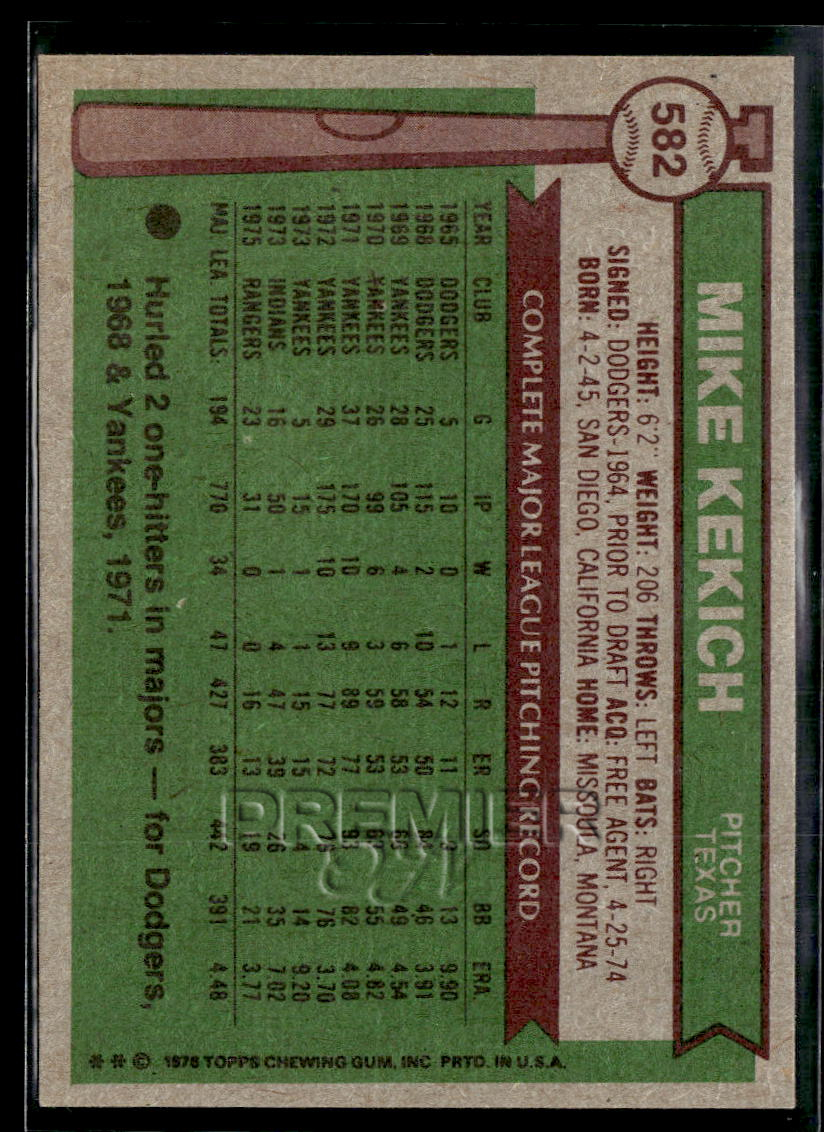 582
MIKE KEKICH
PITCHER
TEXAS
HEIGHT: 6'2" WEIGHT: 206 THROWS: LEFT BATS: RIGHT
SIGNED: DODGERS-1964, PRIOR TO DRAFT ACQ: FREE AGENT, 4-25-74
BORN: 4-2-45, SAN DIEGO, CALIFORNIA HOME: MISSOULA, MONTANA
COMPLETE MAJOR LEAGUE PITCHING RECORD
YEAR CLUB G IP W L R ER SO BB ERA.
1965 DODGERS 5 10 0 1 12 11 9 13 9.90
1968 DODGERS 25 115 2 10 54 50 84 46 3.91
1969 YANKEES 28 105 4 6 58 53 66 49 4.54
1970 YANKEES 26 99 6 3 59 53 63 55 4.82
1971 YANKEES 37 170 10 9 89 77 93 82 4.08
1972 YANKEES 29 175 10 13 77 72 78 76 3.70
1973 YANKEES 5 15 1 1 15 15 4 14 9.20
1973 INDIANS 16 50 1 4 47 39 26 35 7.02
1975 RANGERS 23 31 0 0 16 13 19 21 3.77
MAJ LEA TOTALS: 194 770 34 47 427 383 442 391 4.48
Hurled 2 one-hitters in majors — for Dodgers,
1968 & Yankees, 1971.
** © 1976 TOPPS CHEWING GUM, INC PRTD. IN U.S.A.
PREMIER